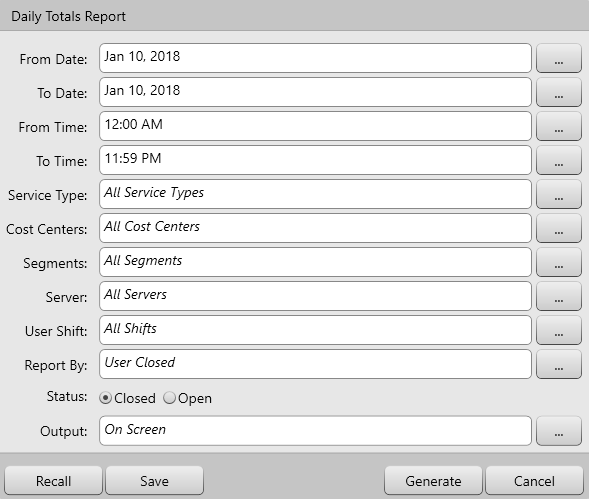 Daily Totals Report
From Date: Jan 10, 2018 ...
To Date: Jan 10, 2018 ...
From Time: 12:00 AM ...
To Time: 11:59 PM ...
Service Type: All Service Types ...
Cost Centers: All Cost Centers ...
Segments: All Segments ...
Server: All Servers ...
User Shift: All Shifts ...
Report By: User Closed ...
Status: Closed Open
Output: On Screen ...
Recall Save Generate Cancel